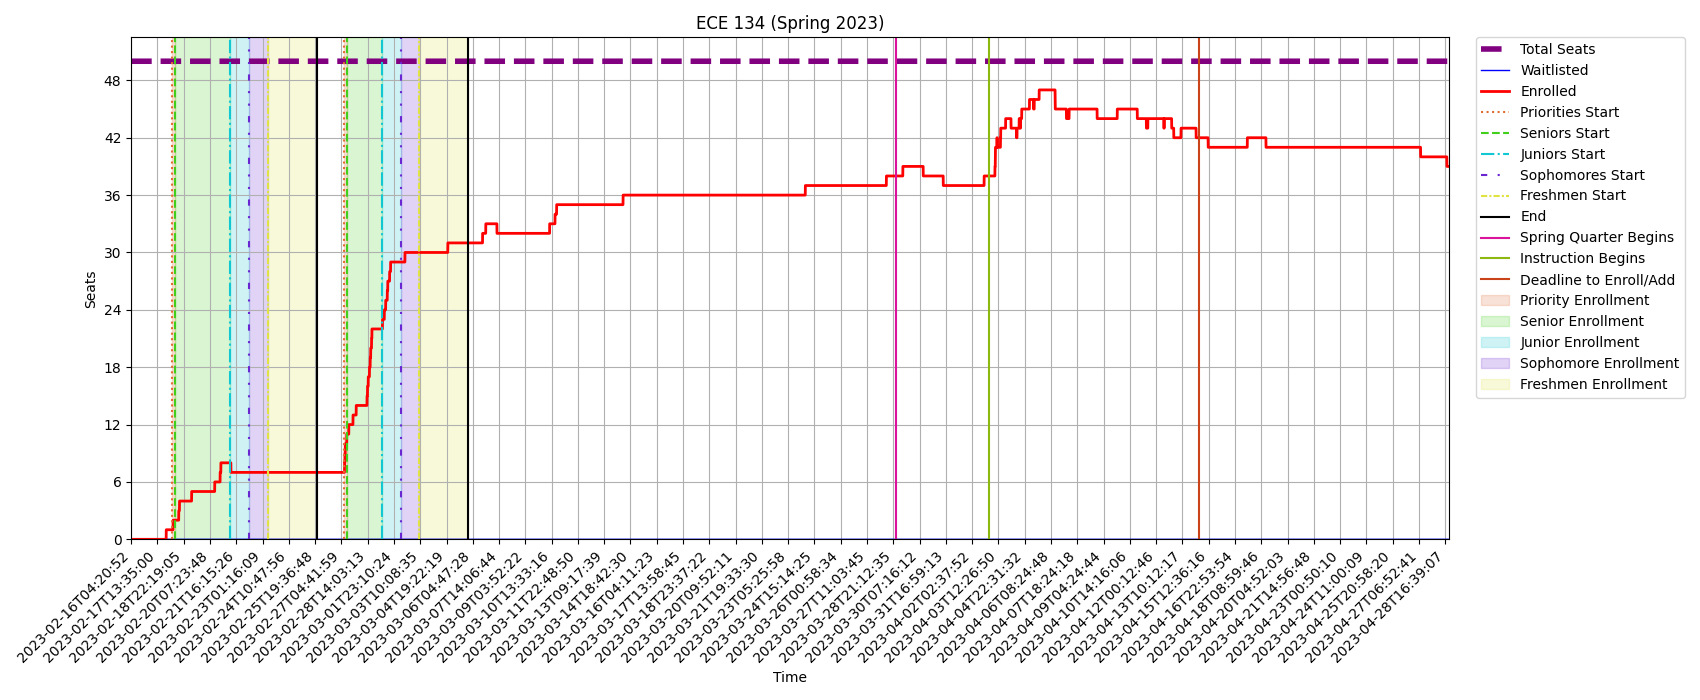 ECE 134 (Spring 2023)
Seats
48
42
36
30
24
18
12
6
0
2023-02-16T04:20:52
2023-02-17T13:35:00
2023-02-18T22:19:05
2023-02-20T07:23:48
2023-02-21T16:15:26
2023-02-23T01:16:09
2023-02-24T10:47:56
2023-02-25T19:36:48
2023-02-27T04:41:59
2023-02-28T14:03:13
2023-03-01T23:10:24
2023-03-03T10:08:35
2023-03-04T19:22:19
2023-03-06T04:47:28
2023-03-07T14:06:44
2023-03-09T03:52:22
2023-03-10T13:33:16
2023-03-11T22:48:50
2023-03-13T09:17:39
2023-03-14T18:42:30
2023-03-16T04:11:23
2023-03-17T13:58:45
2023-03-18T23:37:22
2023-03-20T09:52:11
2023-03-21T19:33:30
2023-03-23T05:25:58
2023-03-24T15:14:25
2023-03-26T00:58:34
2023-03-27T11:03:45
2023-03-28T21:12:35
2023-03-30T07:16:12
2023-03-31T16:59:13
2023-04-02T02:37:52
2023-04-03T12:26:50
2023-04-04T22:31:32
2023-04-06T08:24:48
2023-04-07T18:24:18
2023-04-09T04:24:44
2023-04-10T14:16:06
2023-04-12T00:12:46
2023-04-13T10:12:17
2023-04-15T12:36:16
2023-04-16T22:53:54
2023-04-18T08:59:46
2023-04-20T04:52:03
2023-04-21T14:56:48
2023-04-23T00:50:10
2023-04-24T11:00:09
2023-04-25T20:58:20
2023-04-27T06:52:41
2023-04-28T16:39:07
Time
Total Seats
Waitlisted
Enrolled
Priorities Start
Seniors Start
Juniors Start
Sophomores Start
Freshmen Start
End
Spring Quarter Begins
Instruction Begins
Deadline to Enroll/Add
Priority Enrollment
Senior Enrollment
Junior Enrollment
Sophomore Enrollment
Freshmen Enrollment